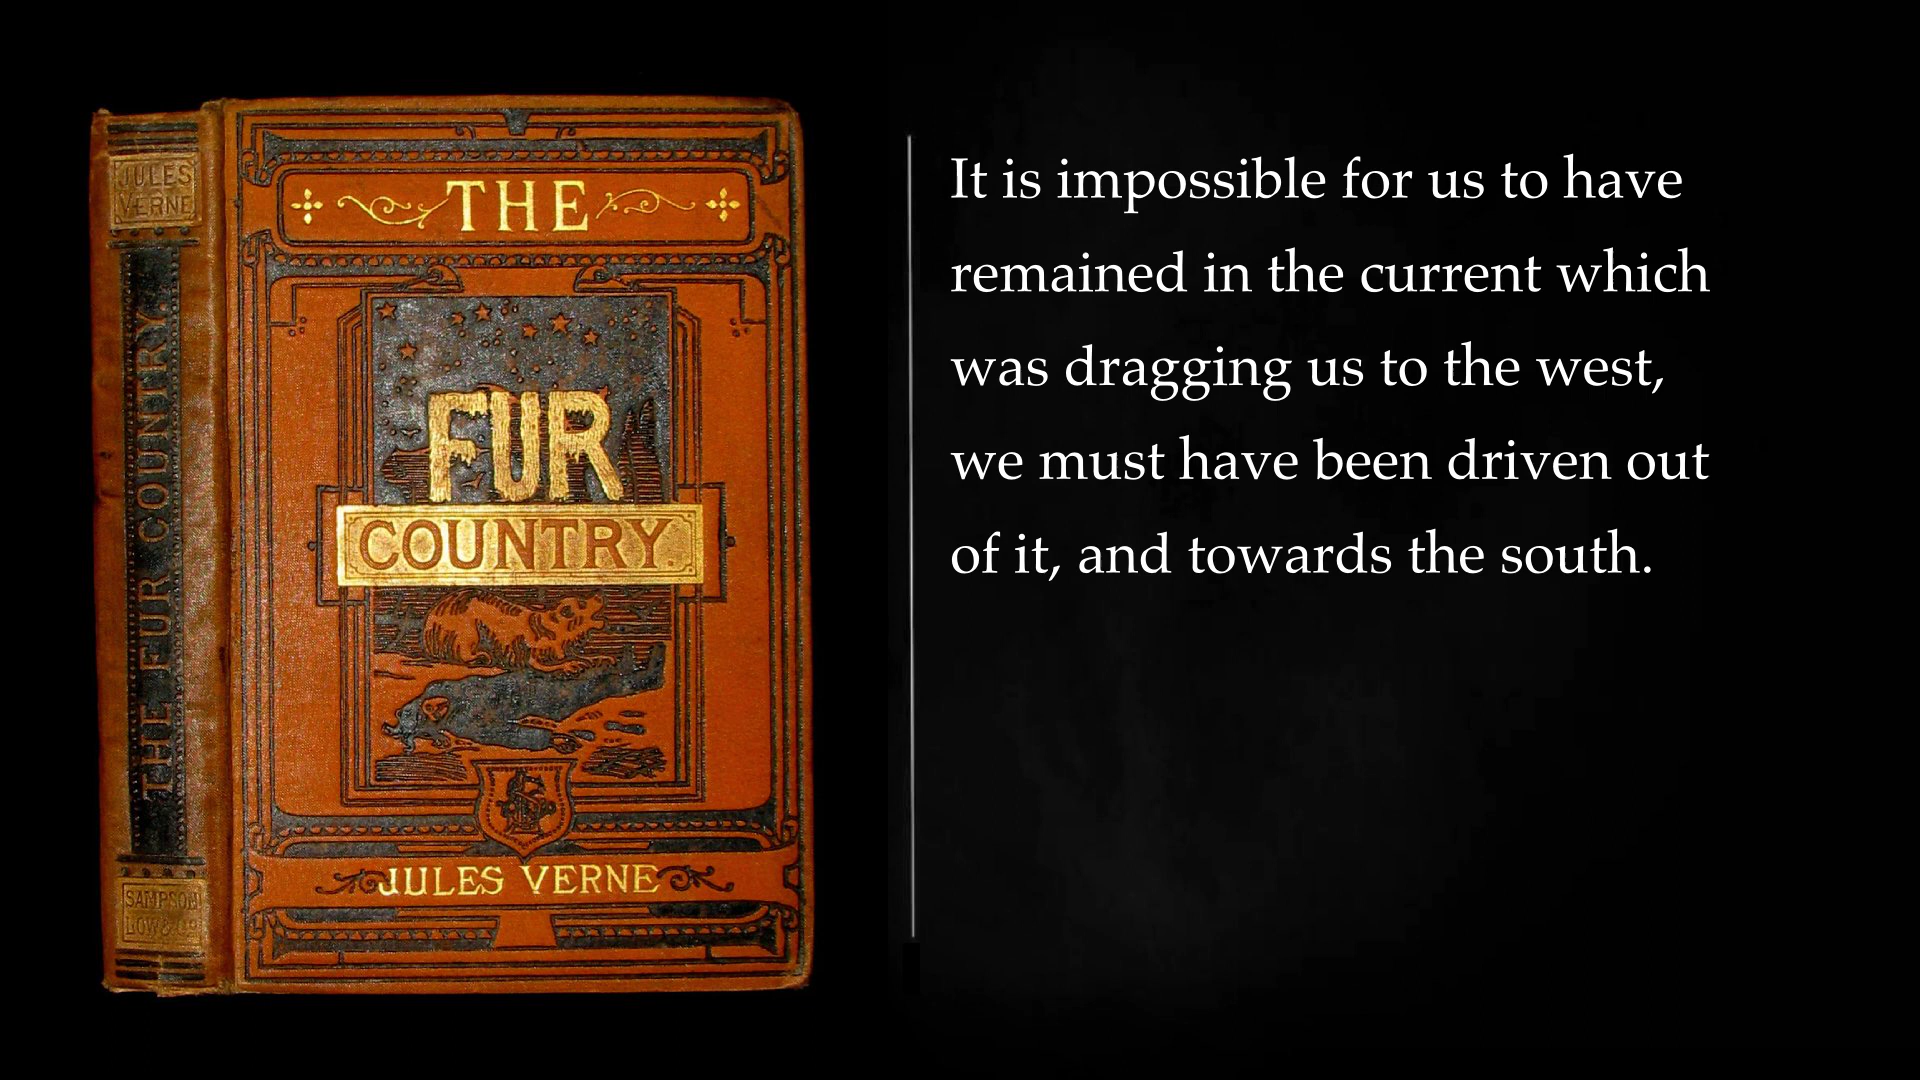 JULES
VERNE
THE FUR COUNTRY.
SAMPSON
LOW & Co
THE
FUR
COUNTRY.
JULES VERNE
It is impossible for us to have
remained in the current which
was dragging us to the west,
we must have been driven out
of it, and towards the south.